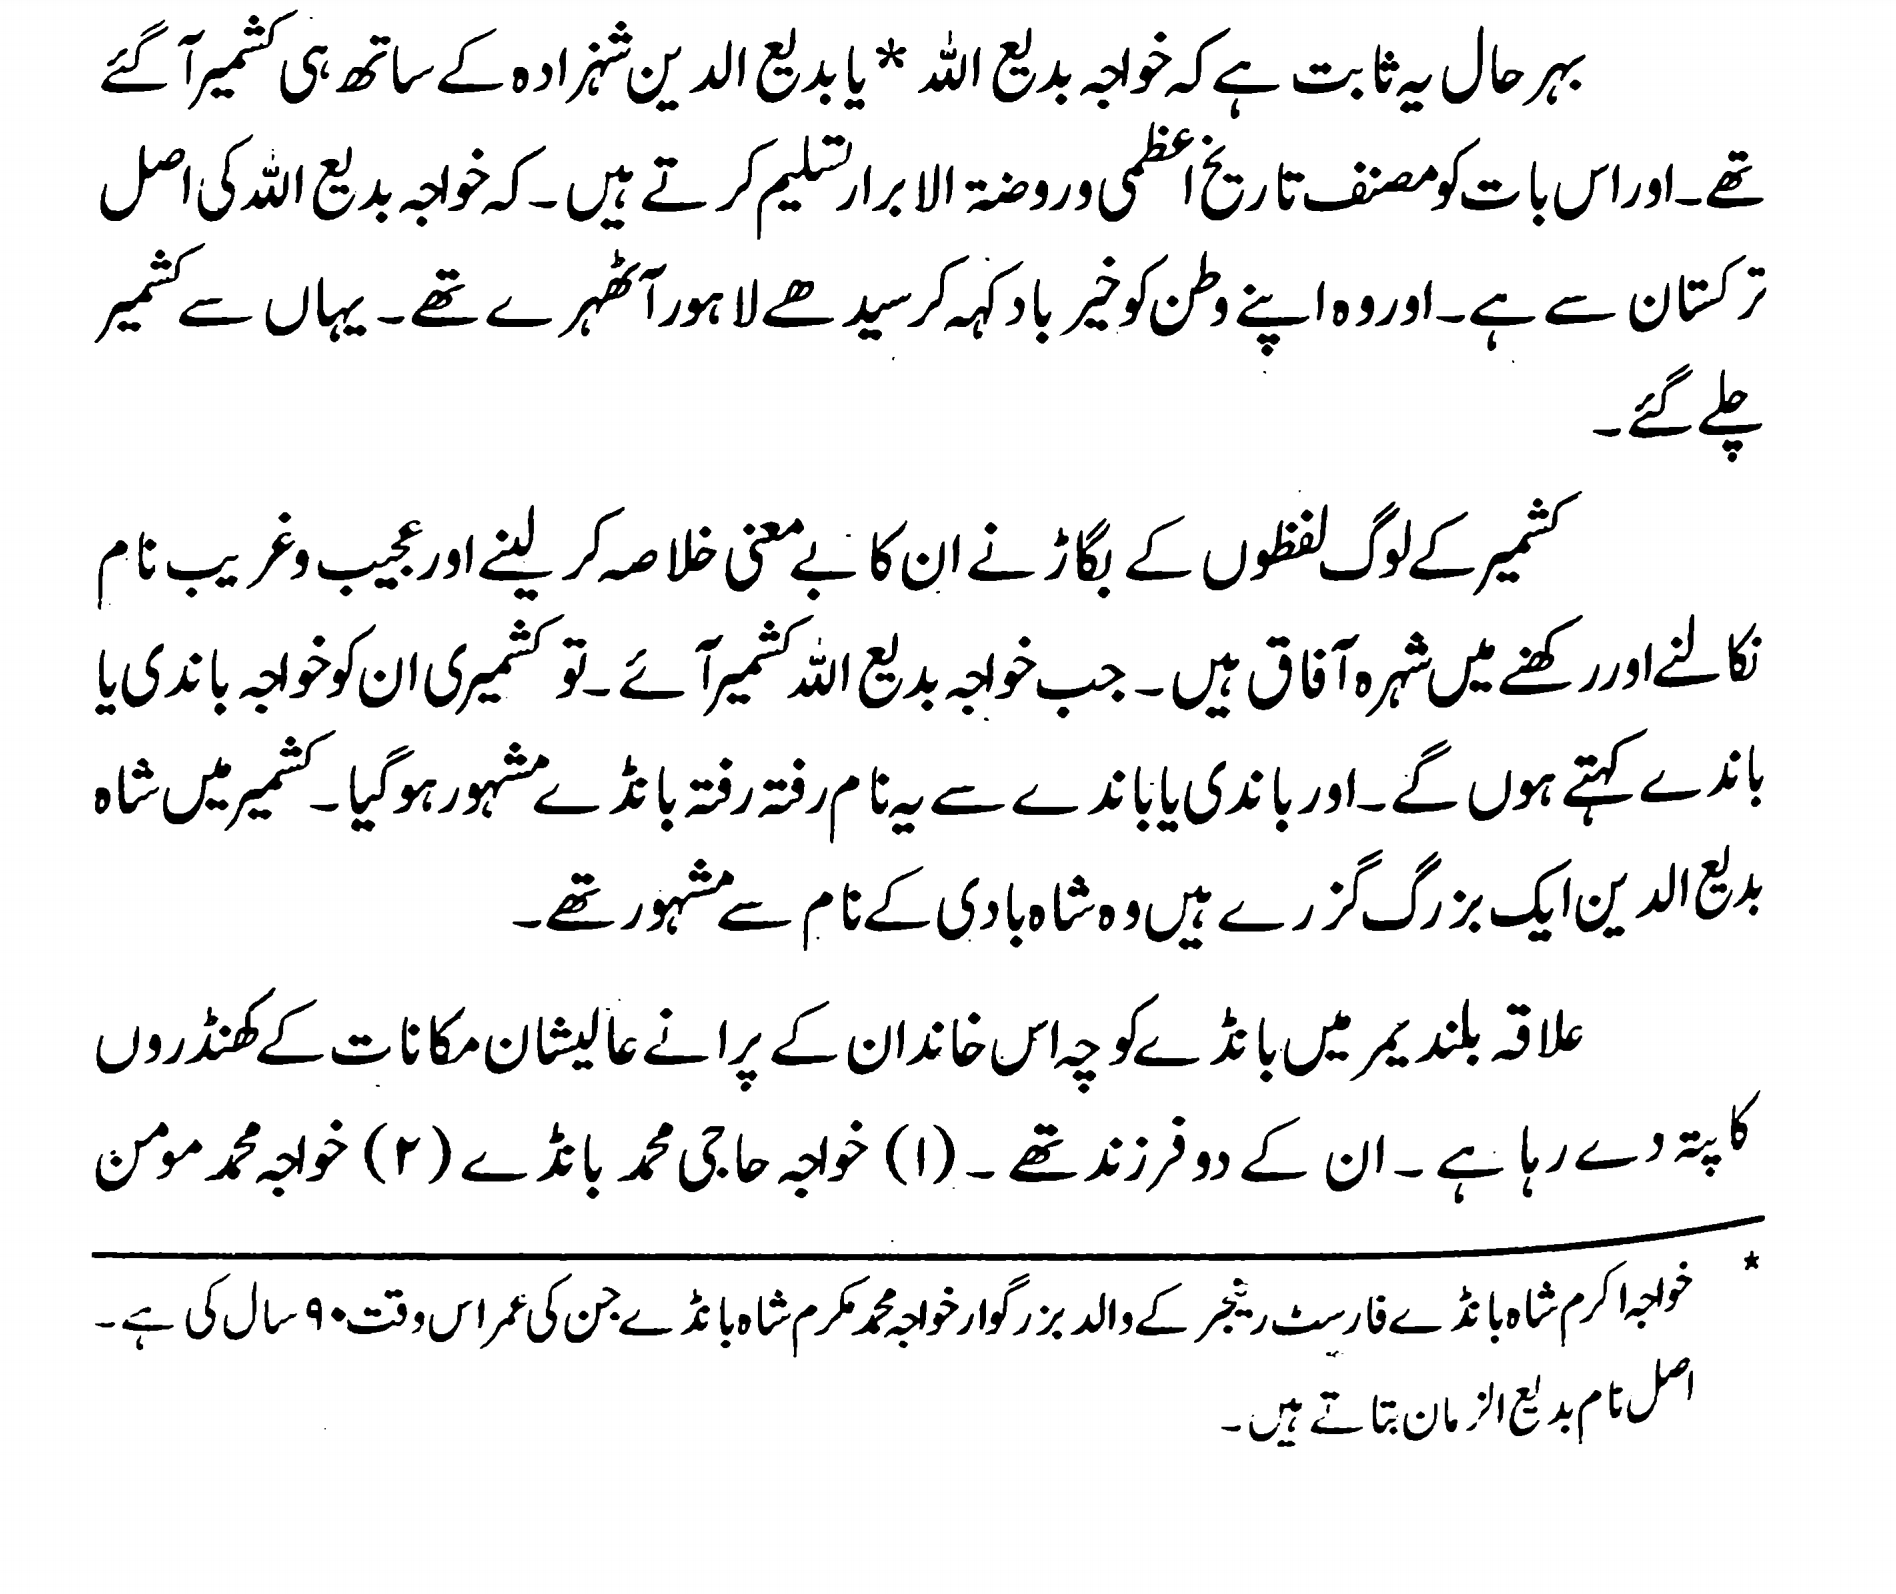 بہر حال یہ ثابت ہے کہ خواجہ بدیع اللہ * یا بدیع الدین شہزادہ کے ساتھ ہی کشمیر آ گئے
تھے۔ اور اس بات کو مصنف تاریخ اعظمی و روضۃ الابرار تسلیم کرتے ہیں۔ کہ خواجہ بدیع اللہ کی اصل
ترکستان سے ہے۔ اور وہ اپنے وطن کو خیر باد کہہ کر سیدھے لاہور آ ٹھہرے تھے۔ یہاں سے کشمیر
چلے گئے۔
کشمیر کے لوگ لفظوں کے بگاڑنے ان کا بے معنی خلاصہ کر لینے اور عجیب و غریب نام
نکالنے اور رکھنے میں شہرہ آفاق ہیں۔ جب خواجہ بدیع اللہ کشمیر آئے۔ تو کشمیری ان کو خواجہ باندی یا
باندے کہتے ہوں گے۔ اور باندی یا باندے سے یہ نام رفتہ رفتہ بانڈے مشہور ہو گیا۔ کشمیر میں شاہ
بدیع الدین ایک بزرگ گزرے ہیں وہ شاہ بادی کے نام سے مشہور تھے۔
علاقہ بلند یمر میں بانڈے کوچہ اس خاندان کے پرانے عالیشان مکانات کے کھنڈروں
کا پتہ دے رہا ہے۔ ان کے دو فرزند تھے۔ (۱) خواجہ حاجی محمد بانڈے (۲) خواجہ محمد مومن
* خواجہ اکرم شاہ بانڈے فارسٹ رینجر کے والد بزرگوار خواجہ محمد مکرم شاہ بانڈے جن کی عمر اس وقت ۹۰ سال کی ہے۔
اصل نام بدیع الزمان بتاتے ہیں۔